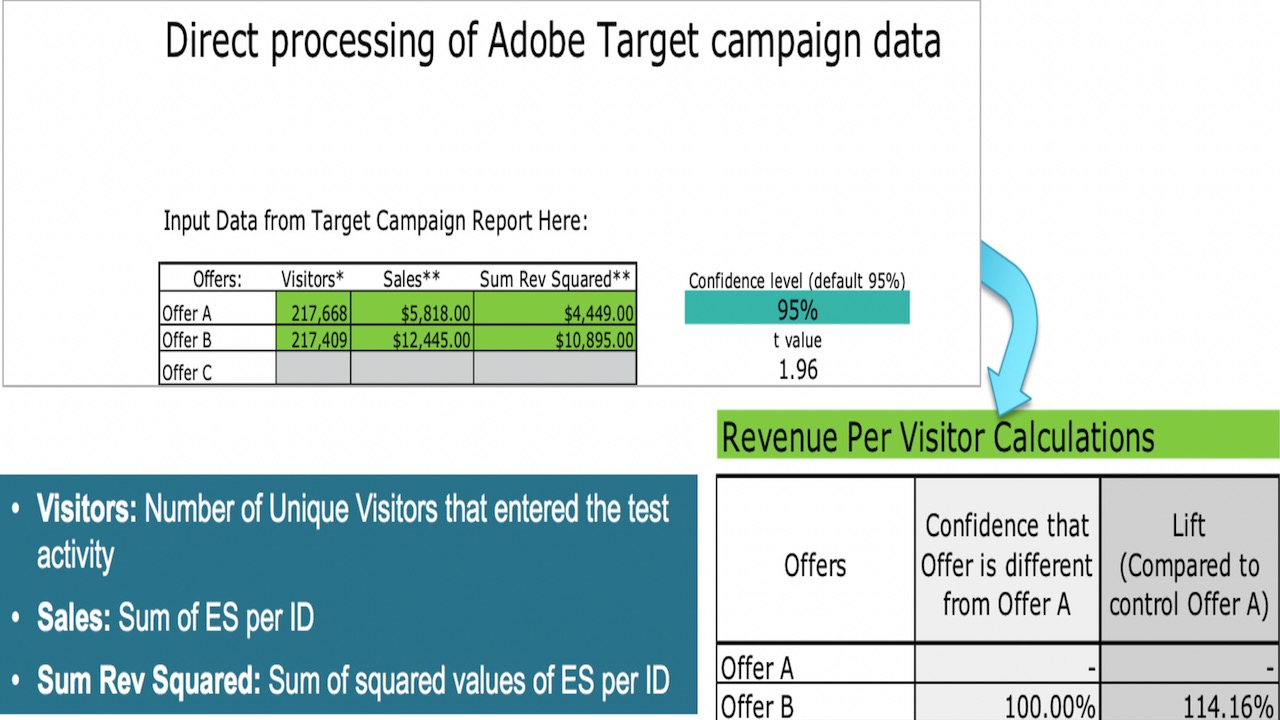 Direct processing of Adobe Target campaign data
Input Data from Target Campaign Report Here:
Offers: Visitors* Sales** Sum Rev Squared**
Offer A 217,668 $5,818.00 $4,449.00
Offer B 217,409 $12,445.00 $10,895.00
Offer C
Confidence level (default 95%)
95%
t value
1.96
• Visitors: Number of Unique Visitors that entered the test
activity
• Sales: Sum of ES per ID
• Sum Rev Squared: Sum of squared values of ES per ID
Revenue Per Visitor Calculations
Offers
Confidence that
Offer is different
from Offer A
Lift
(Compared to
control Offer A)
Offer A - -
Offer B 100.00% 114.16%